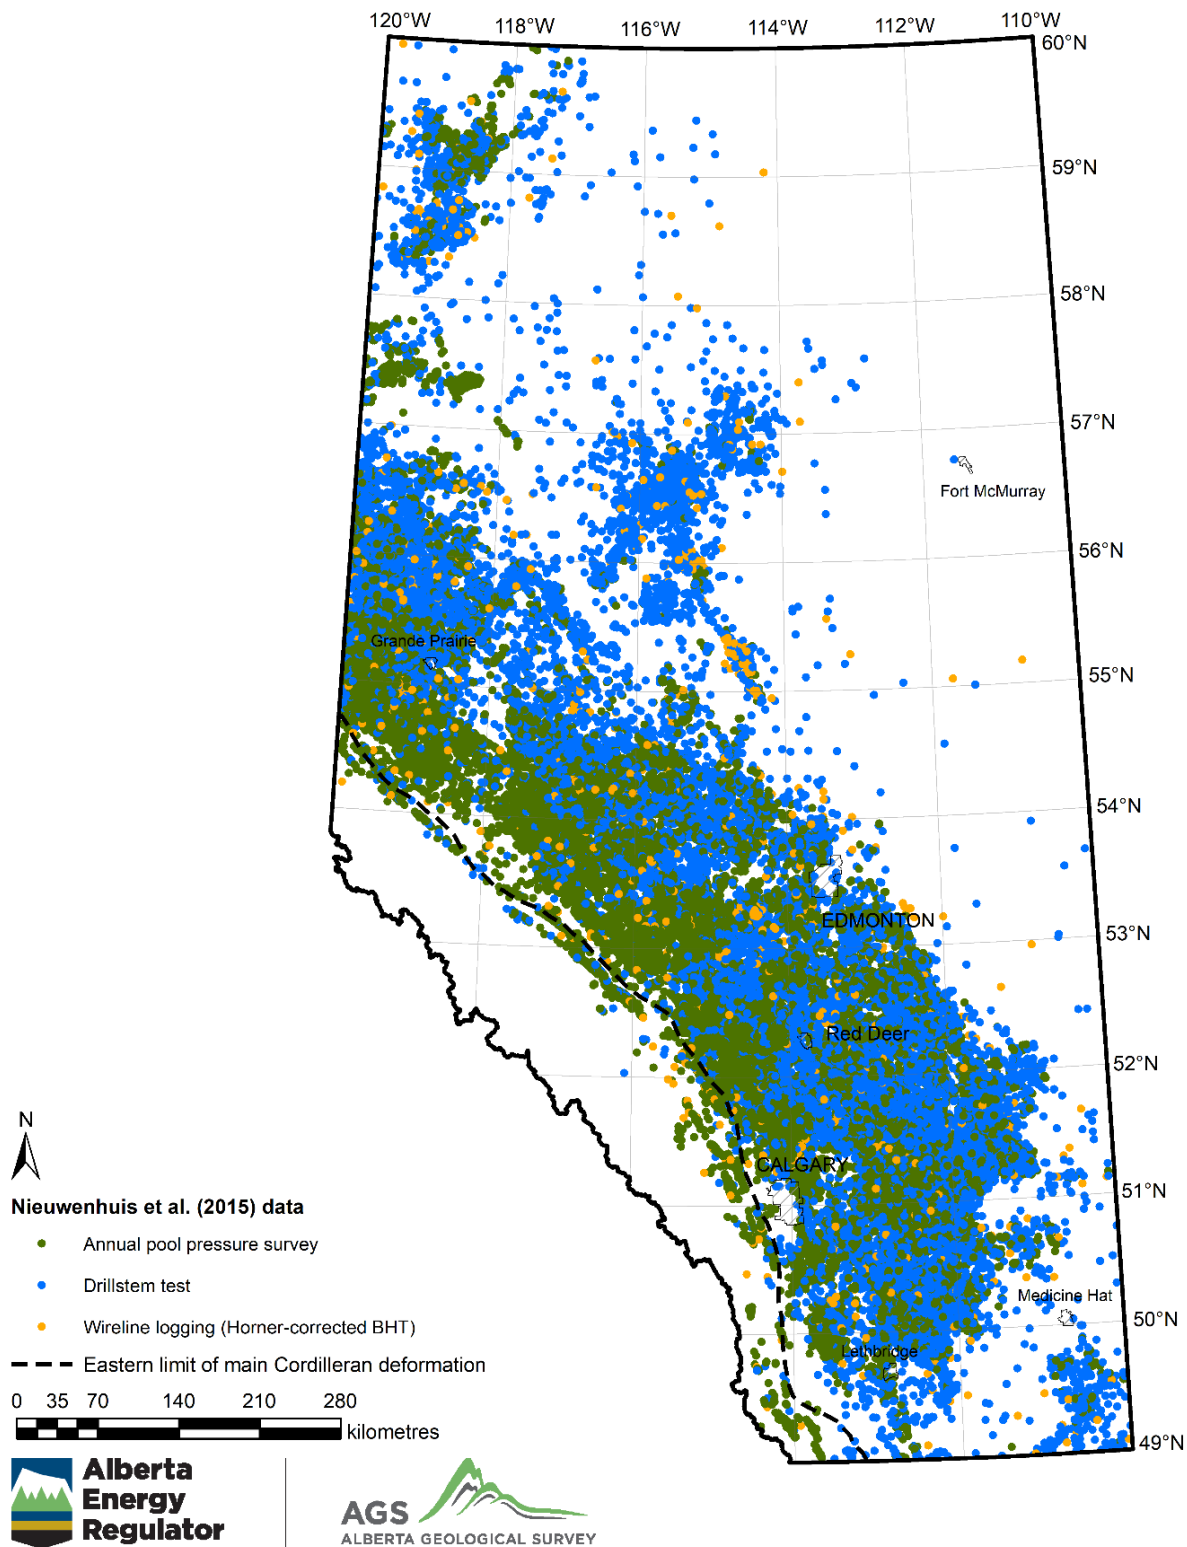 120°W
118°W
116°W
114°W
112°W
110°W
60°N
59°N
58°N
57°N
Fort McMurray
56°N
Grande Prairie
55°N
54°N
EDMONTON
53°N
Red Deer
52°N
N
CALGARY
51°N
Nieuwenhuis et al. (2015) data
Annual pool pressure survey
Drillstem test
Medicine Hat
50°N
Wireline logging (Horner-corrected BHT)
Lethbridge
Eastern limit of main Cordilleran deformation
0 35 70 140 210 280
kilometres
49°N
Alberta
Energy
Regulator
AGS
ALBERTA GEOLOGICAL SURVEY